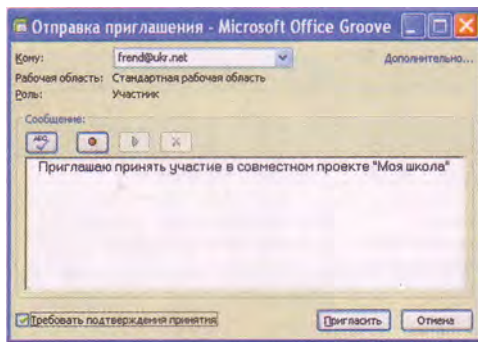 Отправка приглашения - Microsoft Office Groove
Кому: frend@ukr.net Дополнительно...
Рабочая область: Стандартная рабочая область
Роль: Участник
Сообщение:
ABC
Приглашаю принять участие в совместном проекте "Моя школа"
Требовать подтверждения принятия Пригласить Отмена